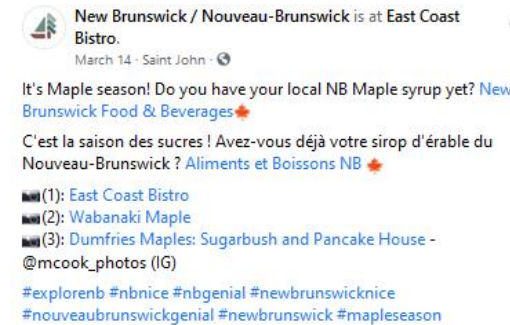 New Brunswick / Nouveau-Brunswick is at East Coast
Bistro.
March 14 · Saint John ·
It's Maple season! Do you have your local NB Maple syrup yet? New
Brunswick Food & Beverages🍁
C'est la saison des sucres ! Avez-vous déjà votre sirop d'érable du
Nouveau-Brunswick ? Aliments et Boissons NB 🍁
📷(1): East Coast Bistro
📷(2): Wabanaki Maple
📷(3): Dumfries Maples: Sugarbush and Pancake House -
@mcook_photos (IG)
#explorenb #nbnice #nbgenial #newbrunswicknice
#nouveaubrunswickgenial #newbrunswick #mapleseason